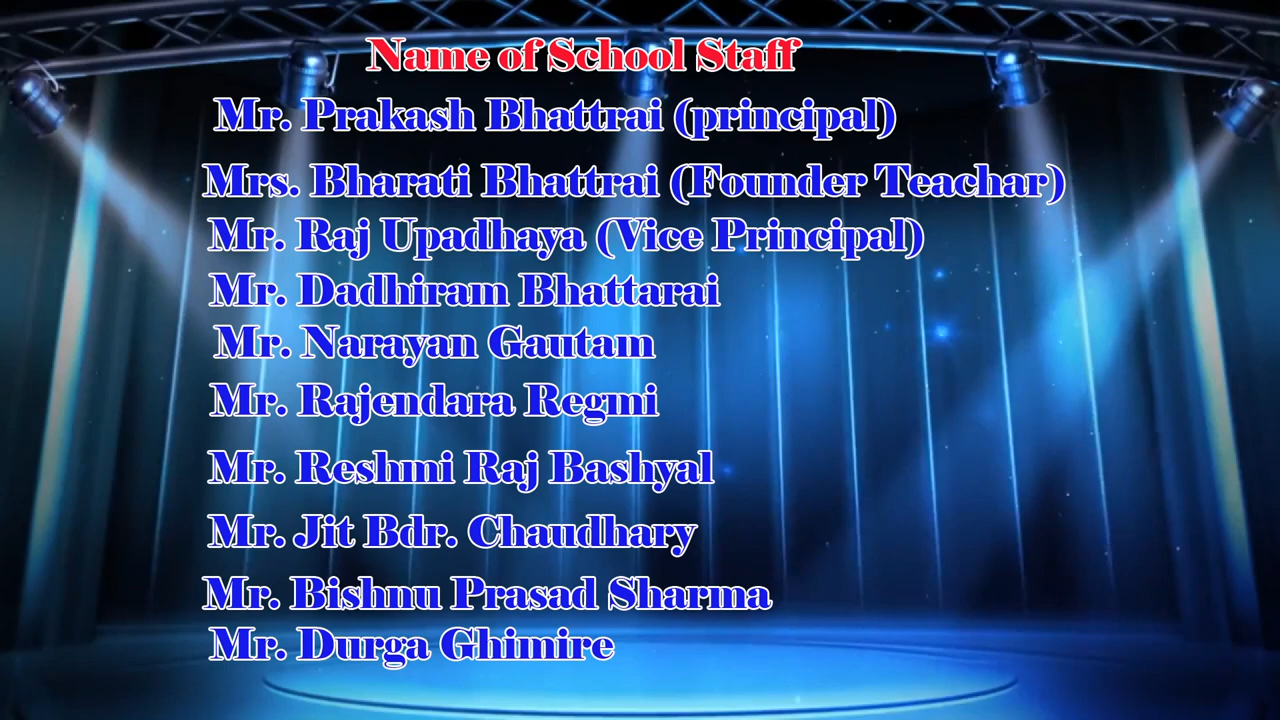 Name of School Staff
Mr. Prakash Bhattrai (principal)
Mrs. Bharati Bhattrai (Founder Teachar)
Mr. Raj Upadhaya (Vice Principal)
Mr. Dadhiram Bhattarai
Mr. Narayan Gautam
Mr. Rajendara Regmi
Mr. Reshmi Raj Bashyal
Mr. Jit Bdr. Chaudhary
Mr. Bishnu Prasad Sharma
Mr. Durga Ghimire